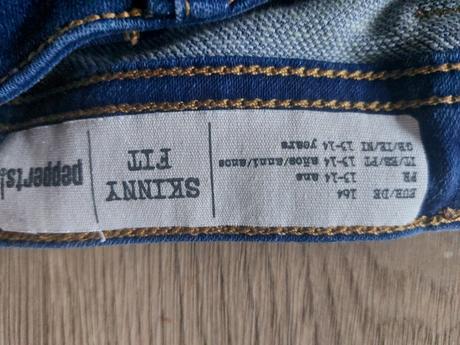 EUR/DE 164
FR 13-14 ans
IT/ES/PT 13-14 años/anni/anos
GB/IE/NI 13-14 years
SKINNY
FIT
pepperts!